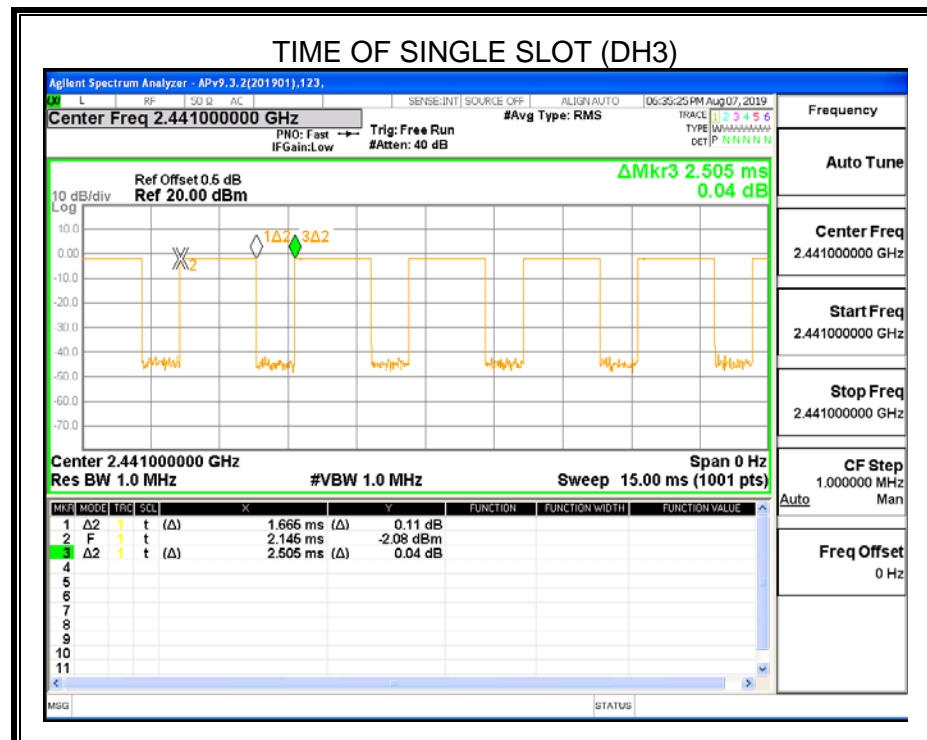 TIME OF SINGLE SLOT (DH3)
Agilent Spectrum Analyzer - APv9.3.2(201901),123,
LXI L RF 50 Ω AC SENSE:INT SOURCE OFF ALIGN AUTO 06:35:25 PM Aug 07, 2019
Center Freq 2.441000000 GHz
#Avg Type: RMS
TRACE 1 2 3 4 5 6
PNO: Fast
Trig: Free Run
TYPE W
IFGain:Low
#Atten: 40 dB
DET P N N N N N
ΔMkr3 2.505 ms
0.04 dB
Ref Offset 0.5 dB
10 dB/div Ref 20.00 dBm
Log
10.0
0.00
-10.0
-20.0
-30.0
-40.0
-50.0
-60.0
-70.0
1Δ2 3Δ2
2
Center 2.441000000 GHz Span 0 Hz
Res BW 1.0 MHz #VBW 1.0 MHz Sweep 15.00 ms (1001 pts)
MKR MODE TRC SCL X Y FUNCTION FUNCTION WIDTH FUNCTION VALUE
1 Δ2 1 t (Δ) 1.665 ms (Δ) 0.11 dB
2 F 1 t 2.145 ms -2.08 dBm
3 Δ2 1 t (Δ) 2.505 ms (Δ) 0.04 dB
4
5
6
7
8
9
10
11
MSG STATUS
Frequency
Auto Tune
Center Freq
2.441000000 GHz
Start Freq
2.441000000 GHz
Stop Freq
2.441000000 GHz
CF Step
1.000000 MHz
Auto Man
Freq Offset
0 Hz